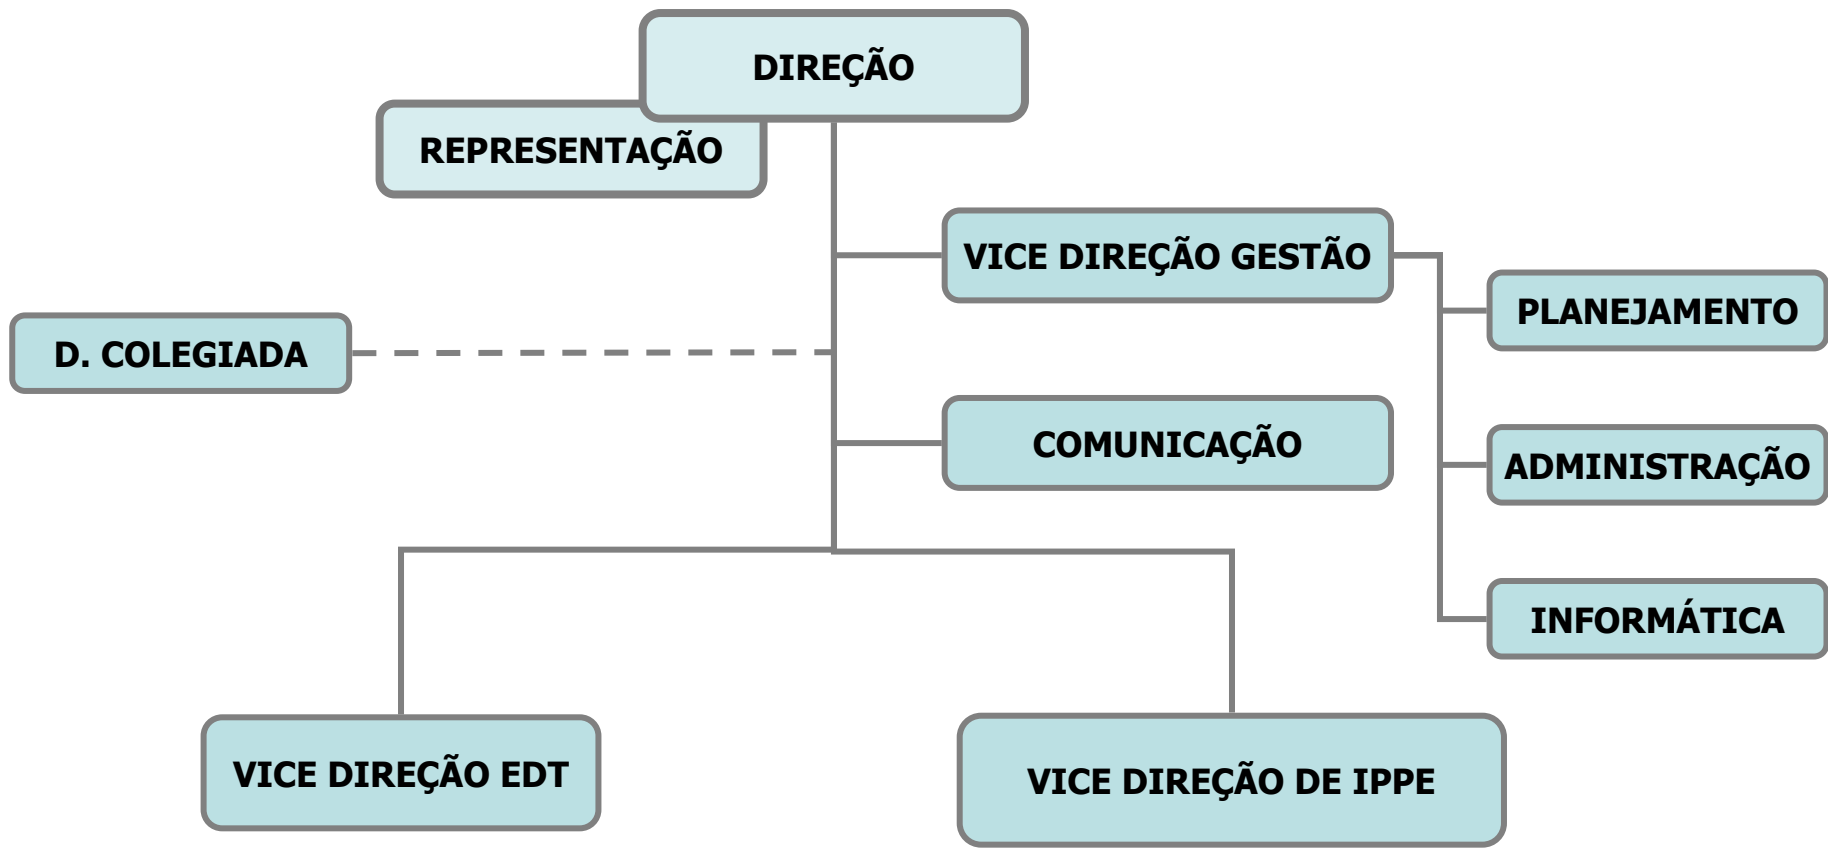 DIREÇÃO
REPRESENTAÇÃO
VICE DIREÇÃO GESTÃO
PLANEJAMENTO
D. COLEGIADA
COMUNICAÇÃO
ADMINISTRAÇÃO
INFORMÁTICA
VICE DIREÇÃO EDT
VICE DIREÇÃO DE IPPE